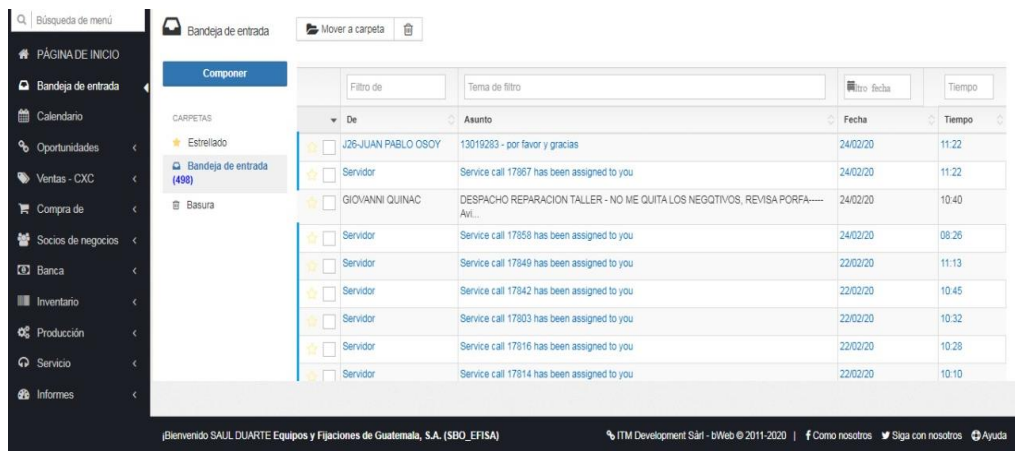 Búsqueda de menú
PÁGINA DE INICIO
Bandeja de entrada
Calendario
Oportunidades
Ventas - CXC
Compra de
Socios de negocios
Banca
Inventario
Producción
Servicio
Informes
Bandeja de entrada
Mover a carpeta
Componer
CARPETAS
Estrellado
Bandeja de entrada
(498)
Basura
Filtro de Tema de filtro ltro fecha Tiempo
De Asunto Fecha Tiempo
J26-JUAN PABLO OSOY 13019283 - por favor y gracias 24/02/20 11:22
Servidor Service call 17867 has been assigned to you 24/02/20 11:22
GIOVANNI QUINAC DESPACHO REPARACION TALLER - NO ME QUITA LOS NEGQTIVOS, REVISA PORFA----- 24/02/20 10:40
Avi...
Servidor Service call 17858 has been assigned to you 24/02/20 08:26
Servidor Service call 17849 has been assigned to you 22/02/20 11:13
Servidor Service call 17842 has been assigned to you 22/02/20 10:45
Servidor Service call 17803 has been assigned to you 22/02/20 10:32
Servidor Service call 17816 has been assigned to you 22/02/20 10:28
Servidor Service call 17814 has been assigned to you 22/02/20 10:10
¡Bienvenido SAUL DUARTE Equipos y Fijaciones de Guatemala, S.A. (SBO_EFISA) ITM Development Sàrl - bWeb © 2011-2020 | Como nosotros Siga con nosotros Ayuda